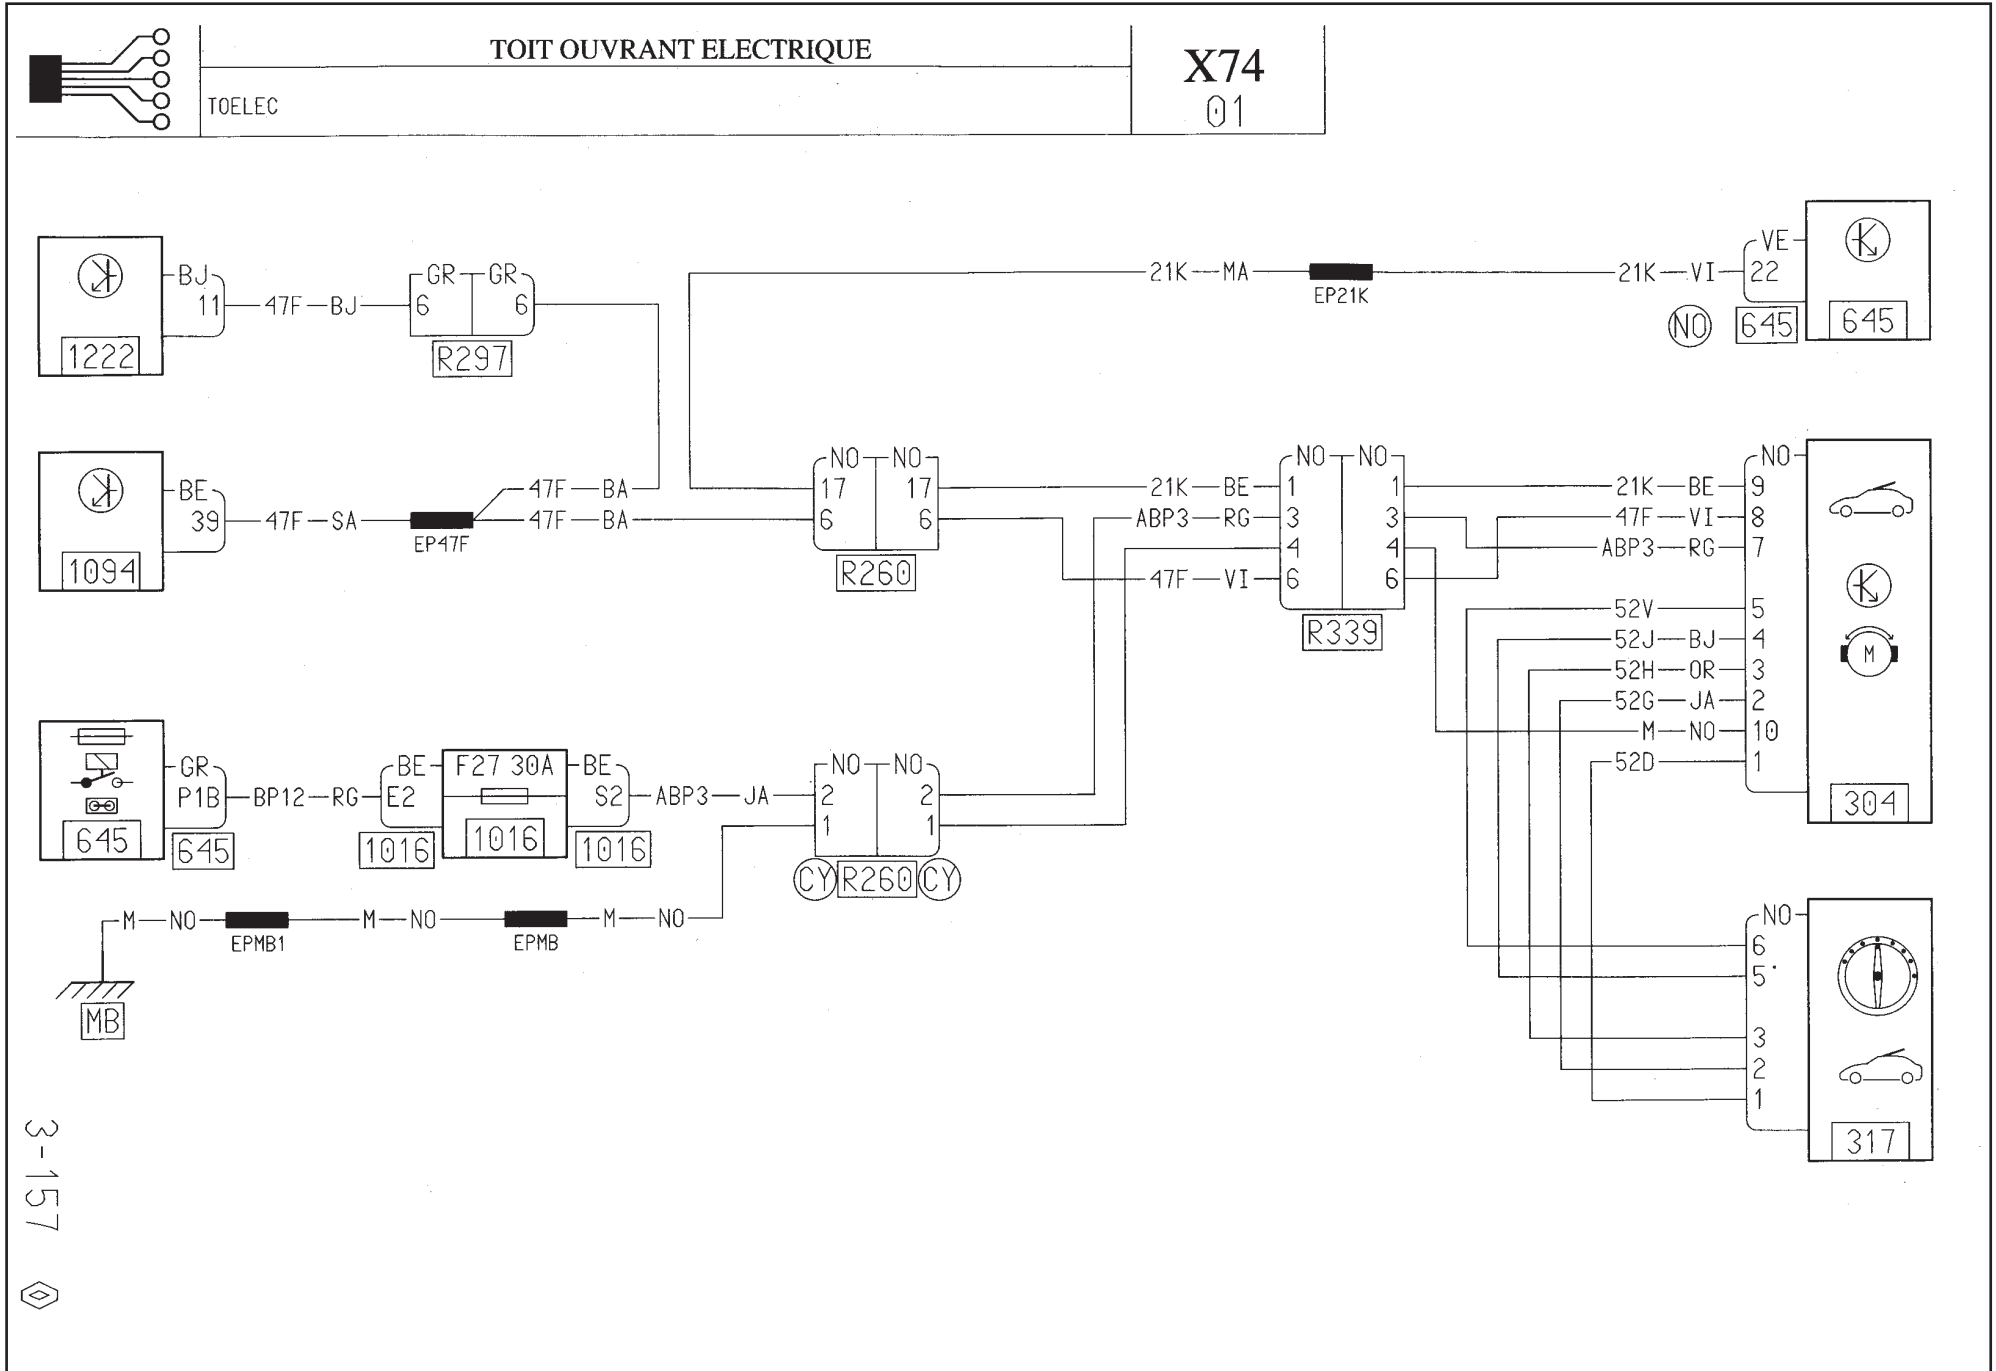 TOIT OUVRANT ELECTRIQUE
X74
TOELEC
01
VE
22
21K MA
EP21K
21K VI
NO
645
645
BJ
11
47F BJ
GR GR
6 6
1222
R297
BE
39
47F SA
EP47F
47F BA
47F BA
1094
NO NO
17 17
6 6
R260
21K BE
ABP3 RG
47F VI
NO NO
1 1
3 3
4 4
6 6
R339
NO
21K BE 9
47F VI 8
ABP3 RG 7
52V 5
52J BJ 4
52H OR 3
52G JA 2
M NO 10
52D 1
M
304
GR
P1B
BP12 RG
BE
E2
F27 30A
BE
S2
ABP3 JA
645
645
1016
1016
1016
NO NO
2 2
1 1
CY R260 CY
M NO
EPMB1
M NO
EPMB
M NO
MB
NO
6
5
3
2
1
317
3-157